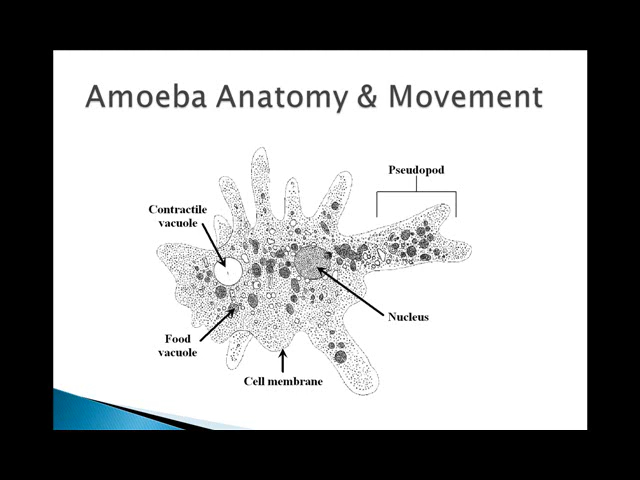 Amoeba Anatomy & Movement
Pseudopod
Contractile
vacuole
Nucleus
Food
vacuole
Cell membrane